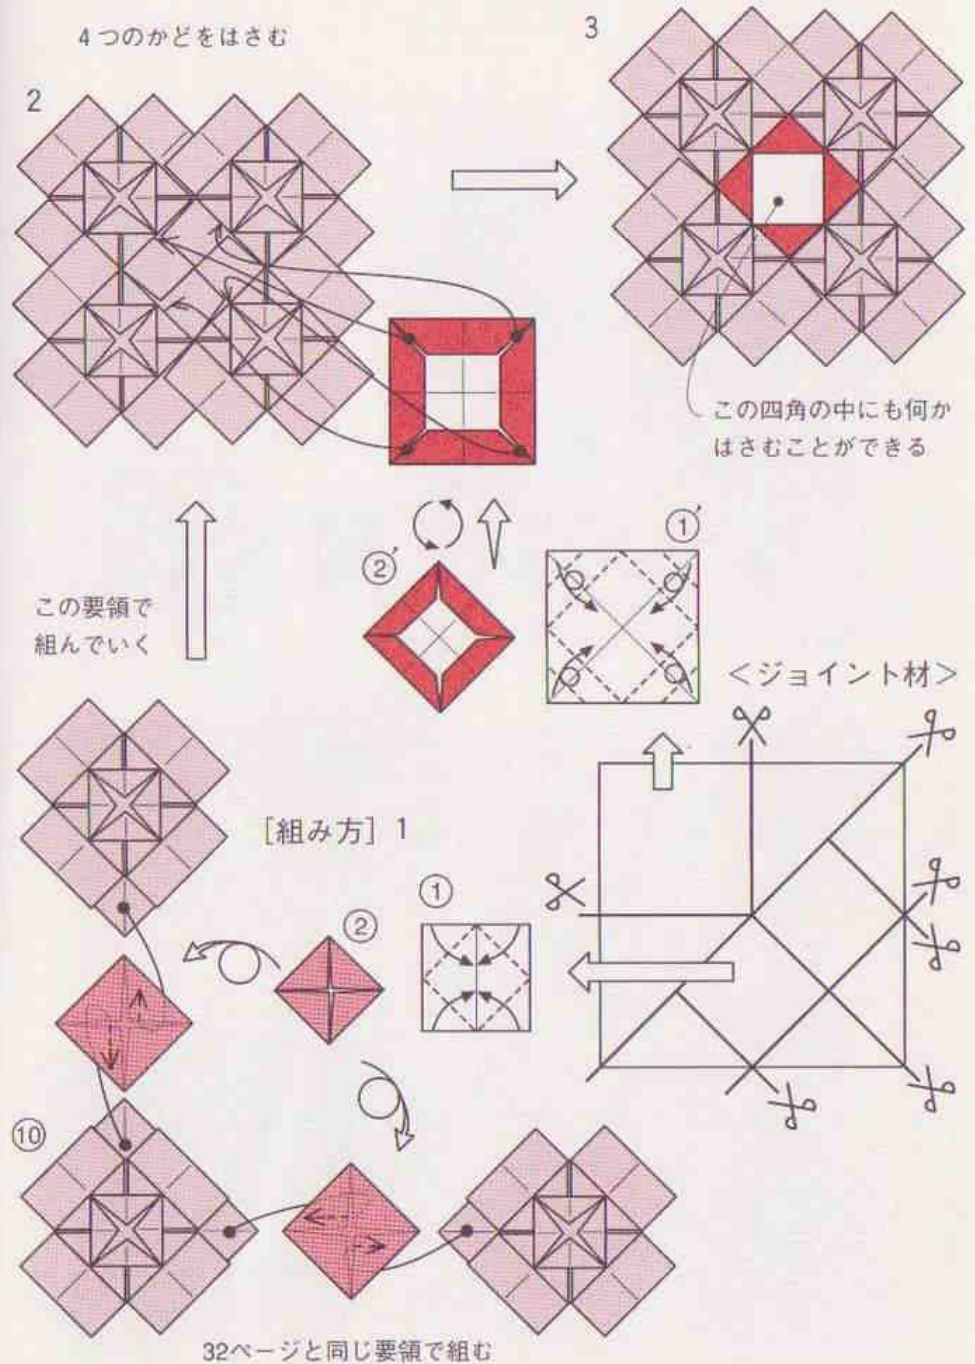 4つのかどをはさむ
2
3
この四角の中にも何か
はさむことができる
①′
②′
この要領で
組んでいく
<ジョイント材>
[組み方] 1
①
②
⑩
32ページと同じ要領で組む